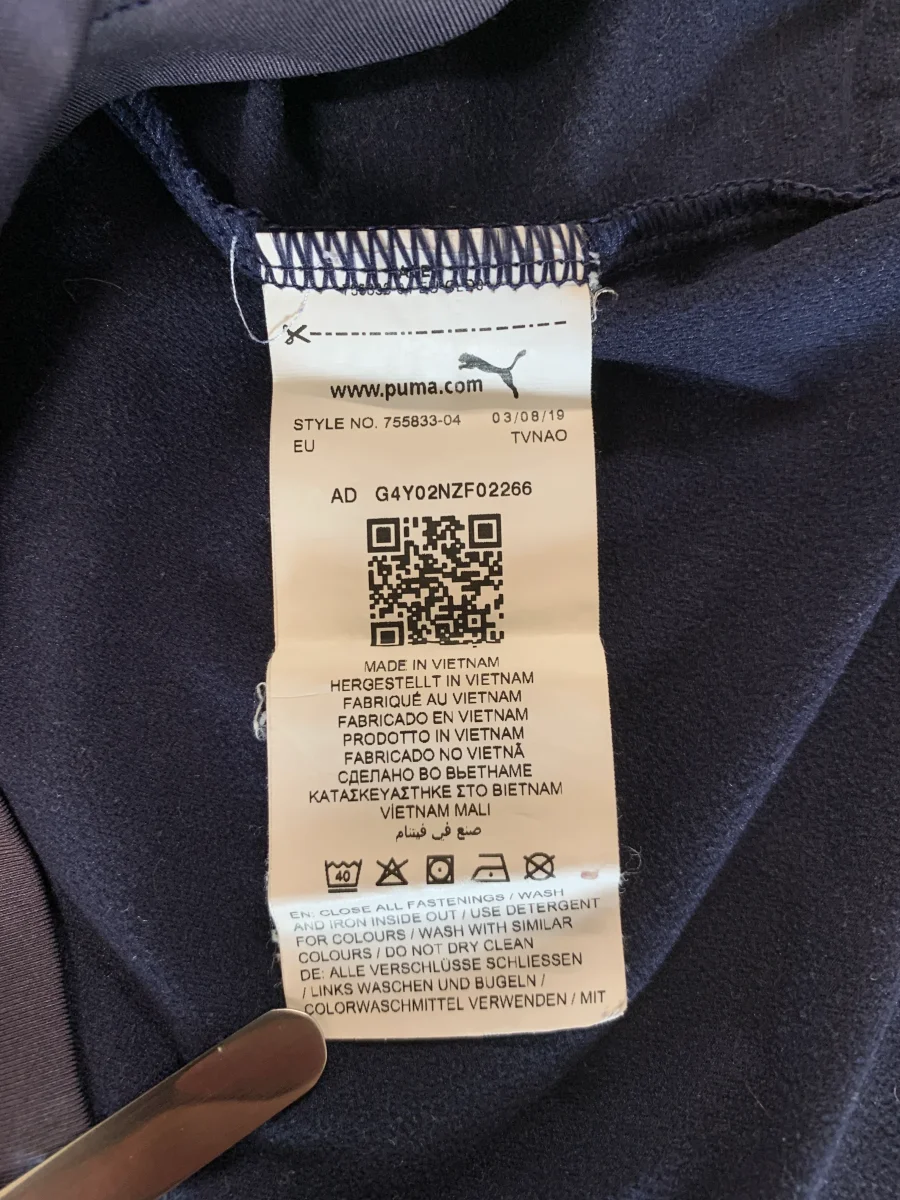 www.puma.com
STYLE NO. 755833-04 03/08/19
EU TVNAO
AD G4Y02NZF02266
MADE IN VIETNAM
HERGESTELLT IN VIETNAM
FABRIQUÉ AU VIETNAM
FABRICADO EN VIETNAM
PRODOTTO IN VIETNAM
FABRICADO NO VIETNÃ
СДЕЛАНО ВО ВЬЕТНАМЕ
ΚΑΤΑΣΚΕΥΑΣΤΗΚΕ ΣΤΟ ΒΙΕΤΝΑΜ
VİETNAM MALI
صنع في فيتنام
40
EN: CLOSE ALL FASTENINGS / WASH
AND IRON INSIDE OUT / USE DETERGENT
FOR COLOURS / WASH WITH SIMILAR
COLOURS / DO NOT DRY CLEAN
DE: ALLE VERSCHLÜSSE SCHLIESSEN
/ LINKS WASCHEN UND BUGELN /
COLORWASCHMITTEL VERWENDEN / MIT